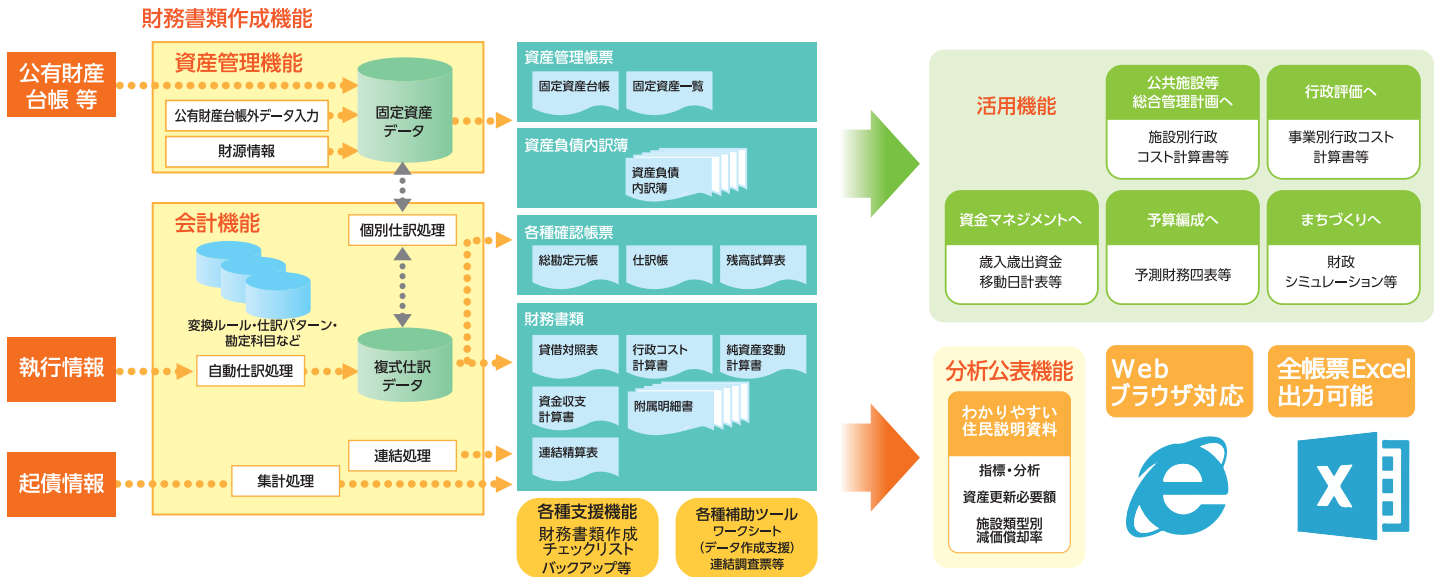 財務書類作成機能
公有財産
台帳 等
資産管理機能
公有財産台帳外データ入力
財源情報
固定資産
データ
会計機能
個別仕訳処理
変換ルール・仕訳パターン・
勘定科目など
執行情報
自動仕訳処理
複式仕訳
データ
連結処理
起債情報
集計処理
資産管理帳票
固定資産台帳
固定資産一覧
資産負債内訳簿
資産負債
内訳簿
各種確認帳票
総勘定元帳
仕訳帳
残高試算表
財務書類
貸借対照表
行政コスト
計算書
純資産変動
計算書
資金収支
計算書
附属明細書
連結精算表
各種支援機能
財務書類作成
チェックリスト
バックアップ等
各種補助ツール
ワークシート
（データ作成支援）
連結調査票等
活用機能
公共施設等
総合管理計画へ
施設別行政
コスト計算書等
行政評価へ
事業別行政コスト
計算書等
資金マネジメントへ
歳入歳出資金
移動日計表等
予算編成へ
予測財務四表等
まちづくりへ
財政
シミュレーション等
分析公表機能
わかりやすい
住民説明資料
指標・分析
資産更新必要額
施設類型別
減価償却率
Web
ブラウザ対応
全帳票Excel
出力可能
X